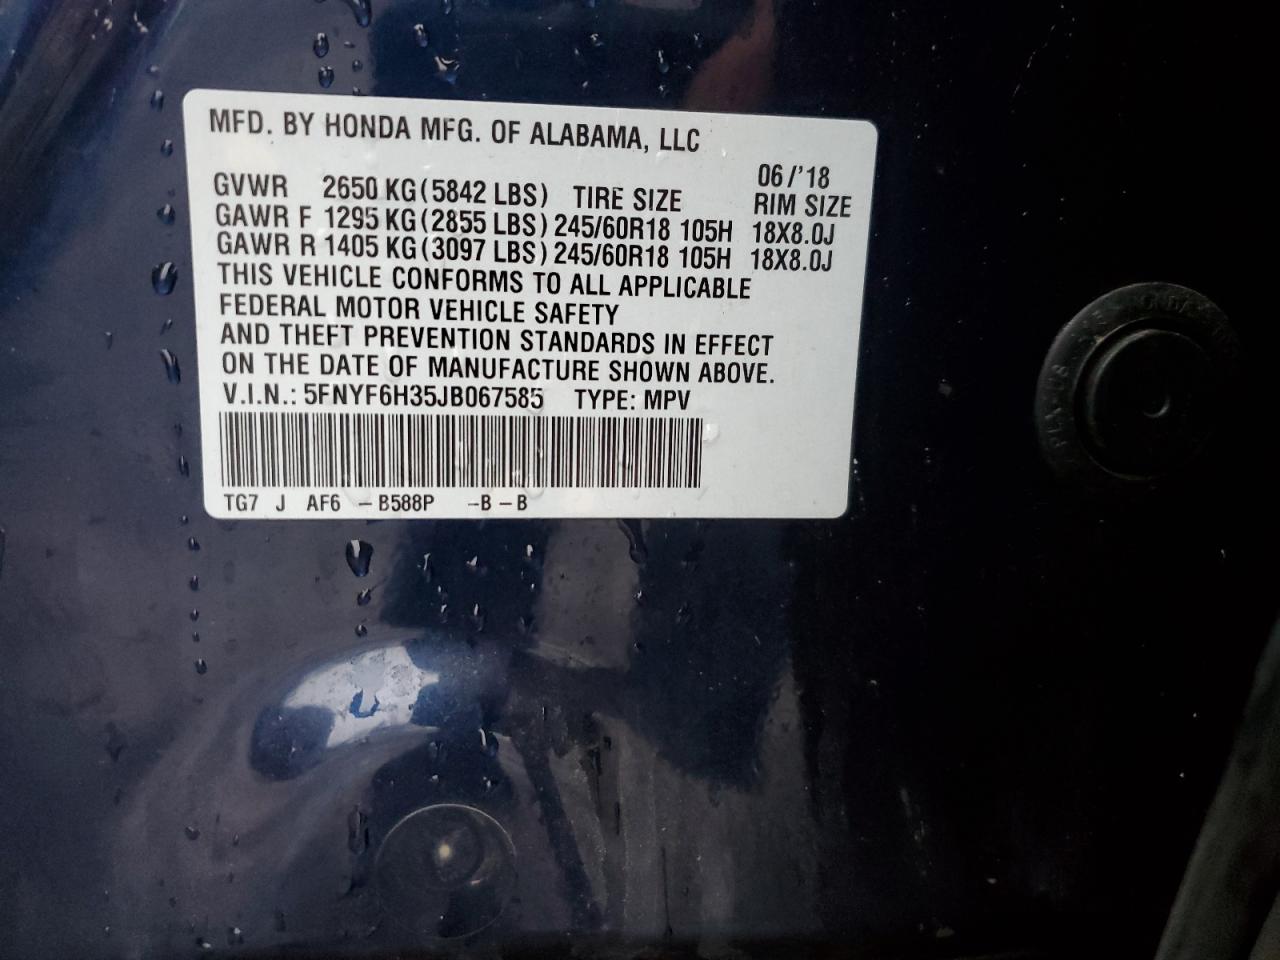 MFD. BY HONDA MFG. OF ALABAMA, LLC
06/'18
GVWR 2650 KG (5842 LBS) TIRE SIZE RIM SIZE
GAWR F 1295 KG (2855 LBS) 245/60R18 105H 18X8.0J
GAWR R 1405 KG (3097 LBS) 245/60R18 105H 18X8.0J
THIS VEHICLE CONFORMS TO ALL APPLICABLE
FEDERAL MOTOR VEHICLE SAFETY
AND THEFT PREVENTION STANDARDS IN EFFECT
ON THE DATE OF MANUFACTURE SHOWN ABOVE.
V.I.N.: 5FNYF6H35JB067585 TYPE: MPV
TG7 J AF6 -B588P -B-B